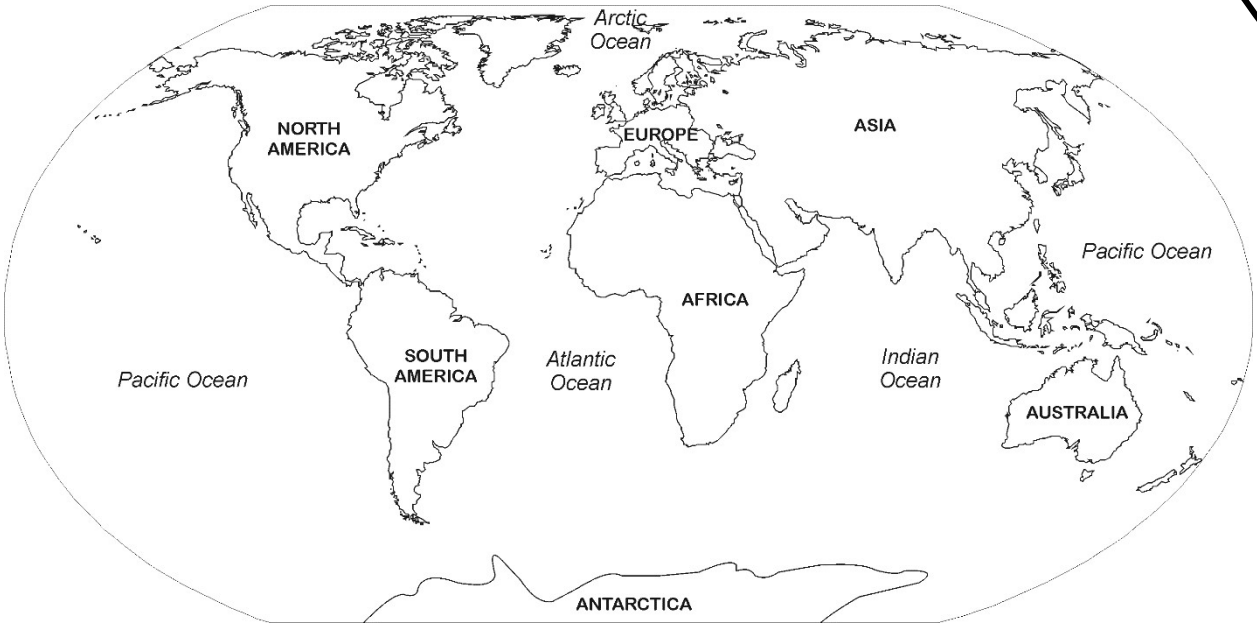 Arctic
Ocean
NORTH
AMERICA
EUROPE
ASIA
Pacific Ocean
AFRICA
SOUTH
AMERICA
Atlantic
Ocean
Indian
Ocean
Pacific Ocean
AUSTRALIA
ANTARCTICA